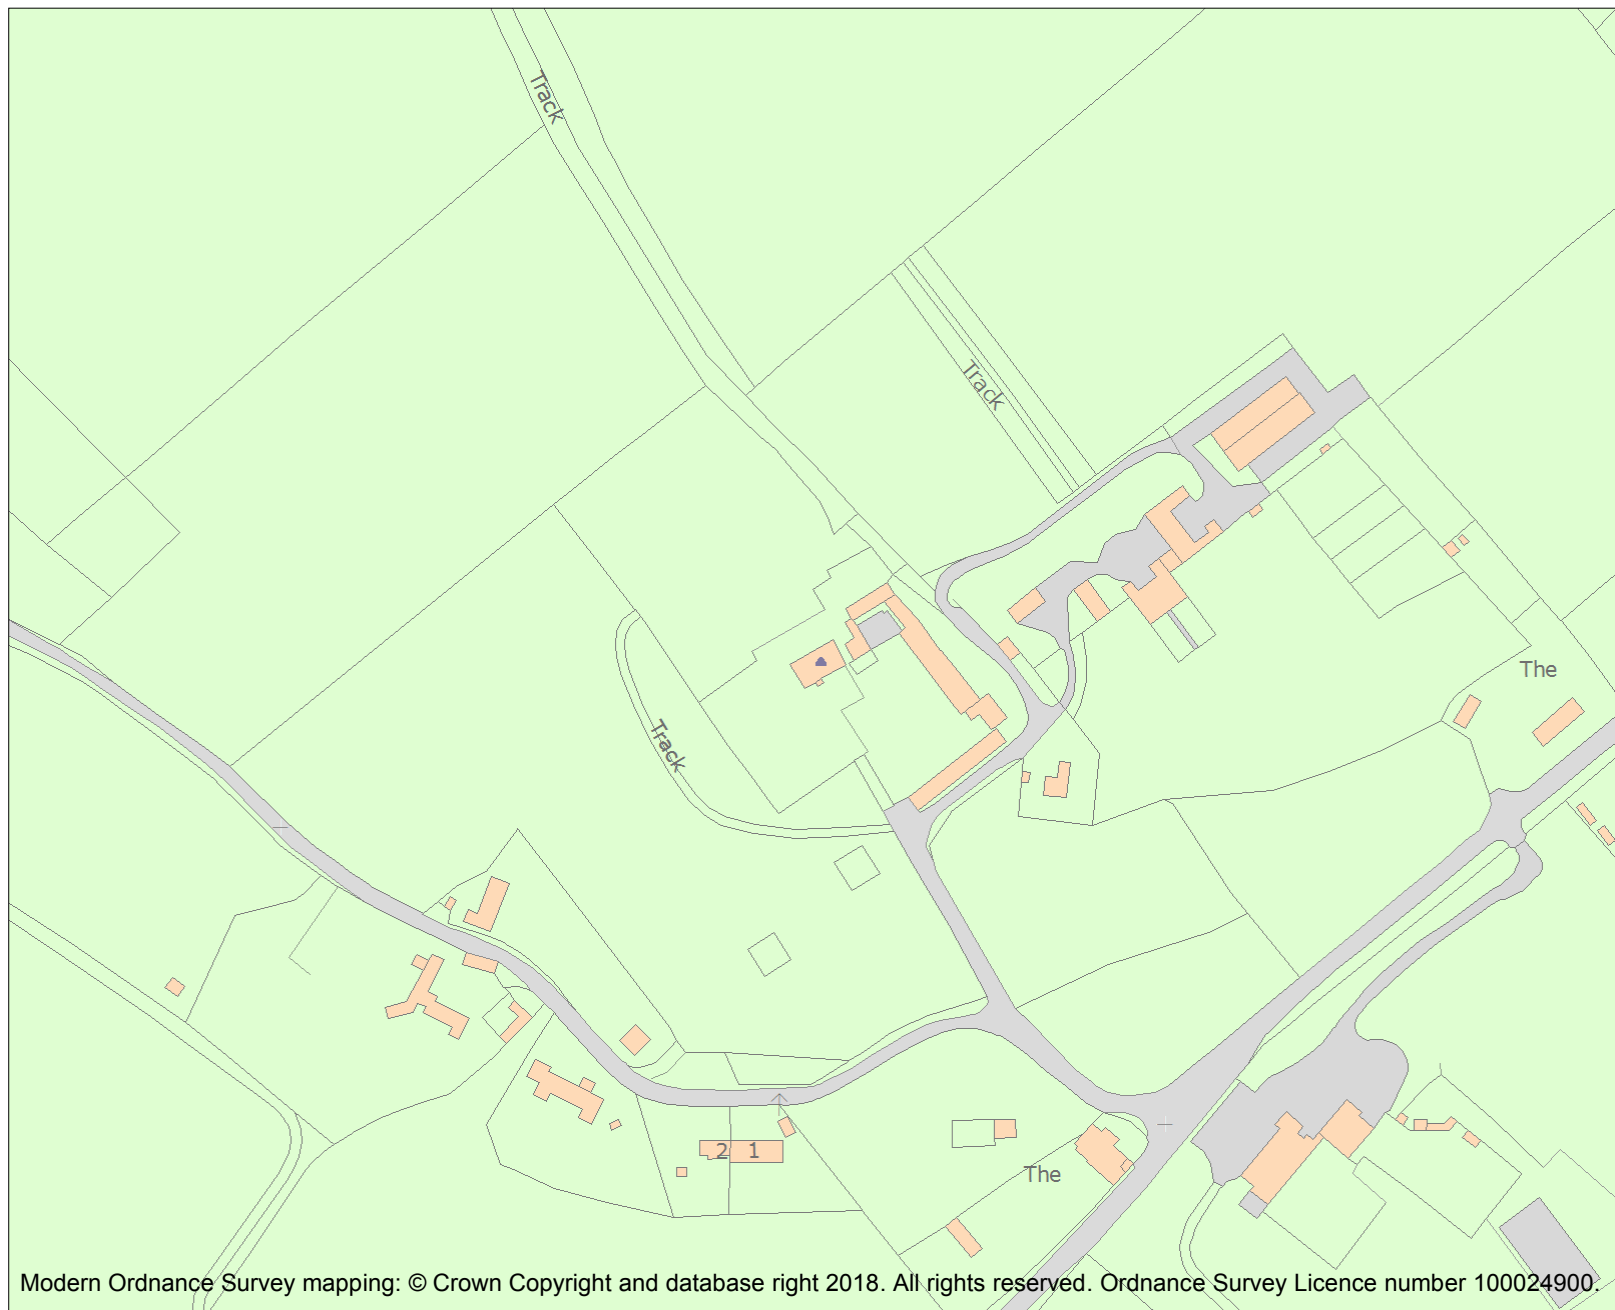 Track
Track
The
Track
2 1
The
Modern Ordnance Survey mapping: © Crown Copyright and database right 2018. All rights reserved. Ordnance Survey Licence number 100024900.